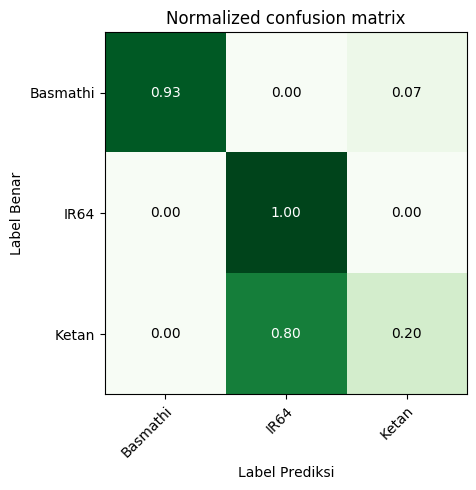 Normalized confusion matrix
Label Benar
Basmathi 0.93 0.00 0.07
IR64 0.00 1.00 0.00
Ketan 0.00 0.80 0.20
Basmathi IR64 Ketan
Label Prediksi